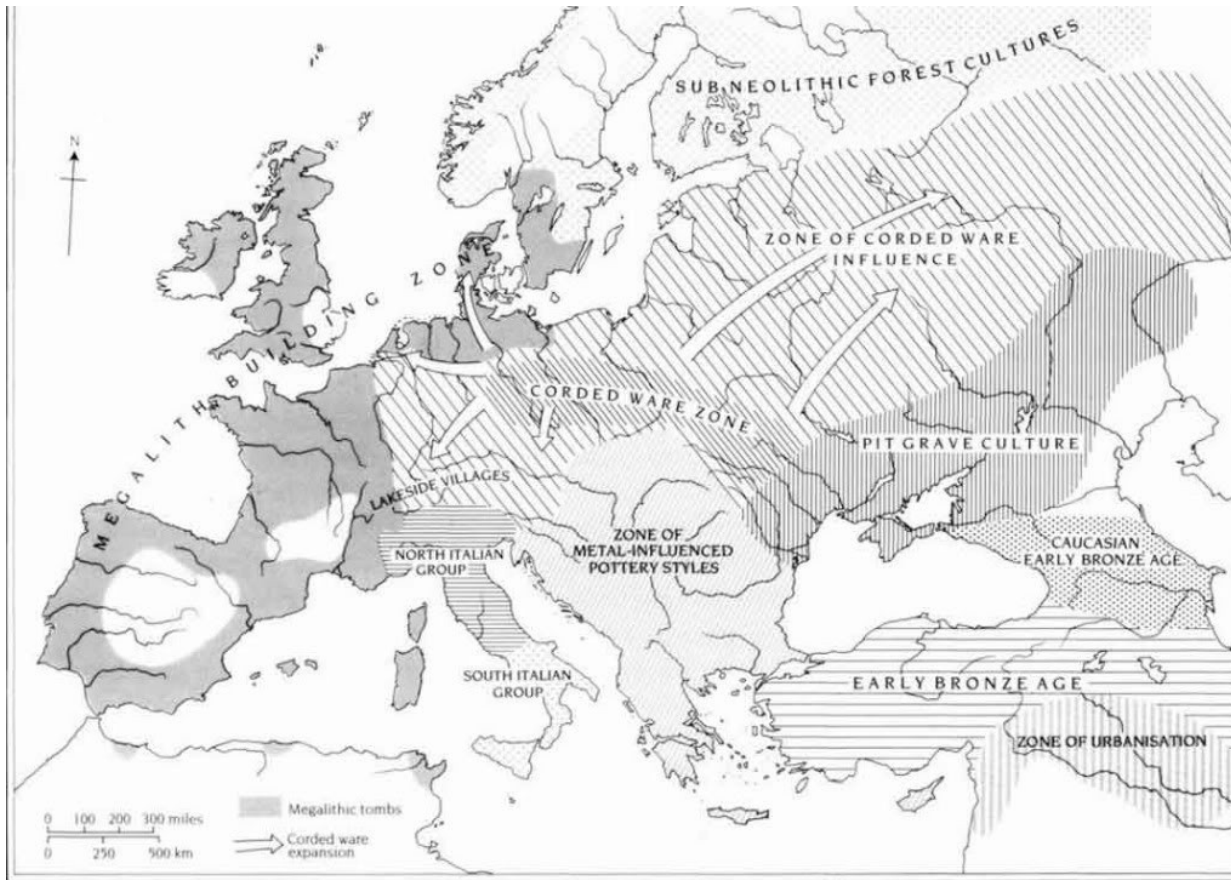 SUB NEOLITHIC FOREST CULTURES
N
ZONE OF CORDED WARE
INFLUENCE
MEGALITH BUILDING ZONE
CORDED WARE ZONE
PIT GRAVE CULTURE
LAKESIDE VILLAGES
ZONE OF
METAL-INFLUENCED
POTTERY STYLES
NORTH ITALIAN
GROUP
CAUCASIAN
EARLY BRONZE AGE
SOUTH ITALIAN
GROUP
EARLY BRONZE AGE
ZONE OF URBANISATION
Megalithic tombs
0 100 200 300 miles
0 250 500 km
Corded ware
expansion